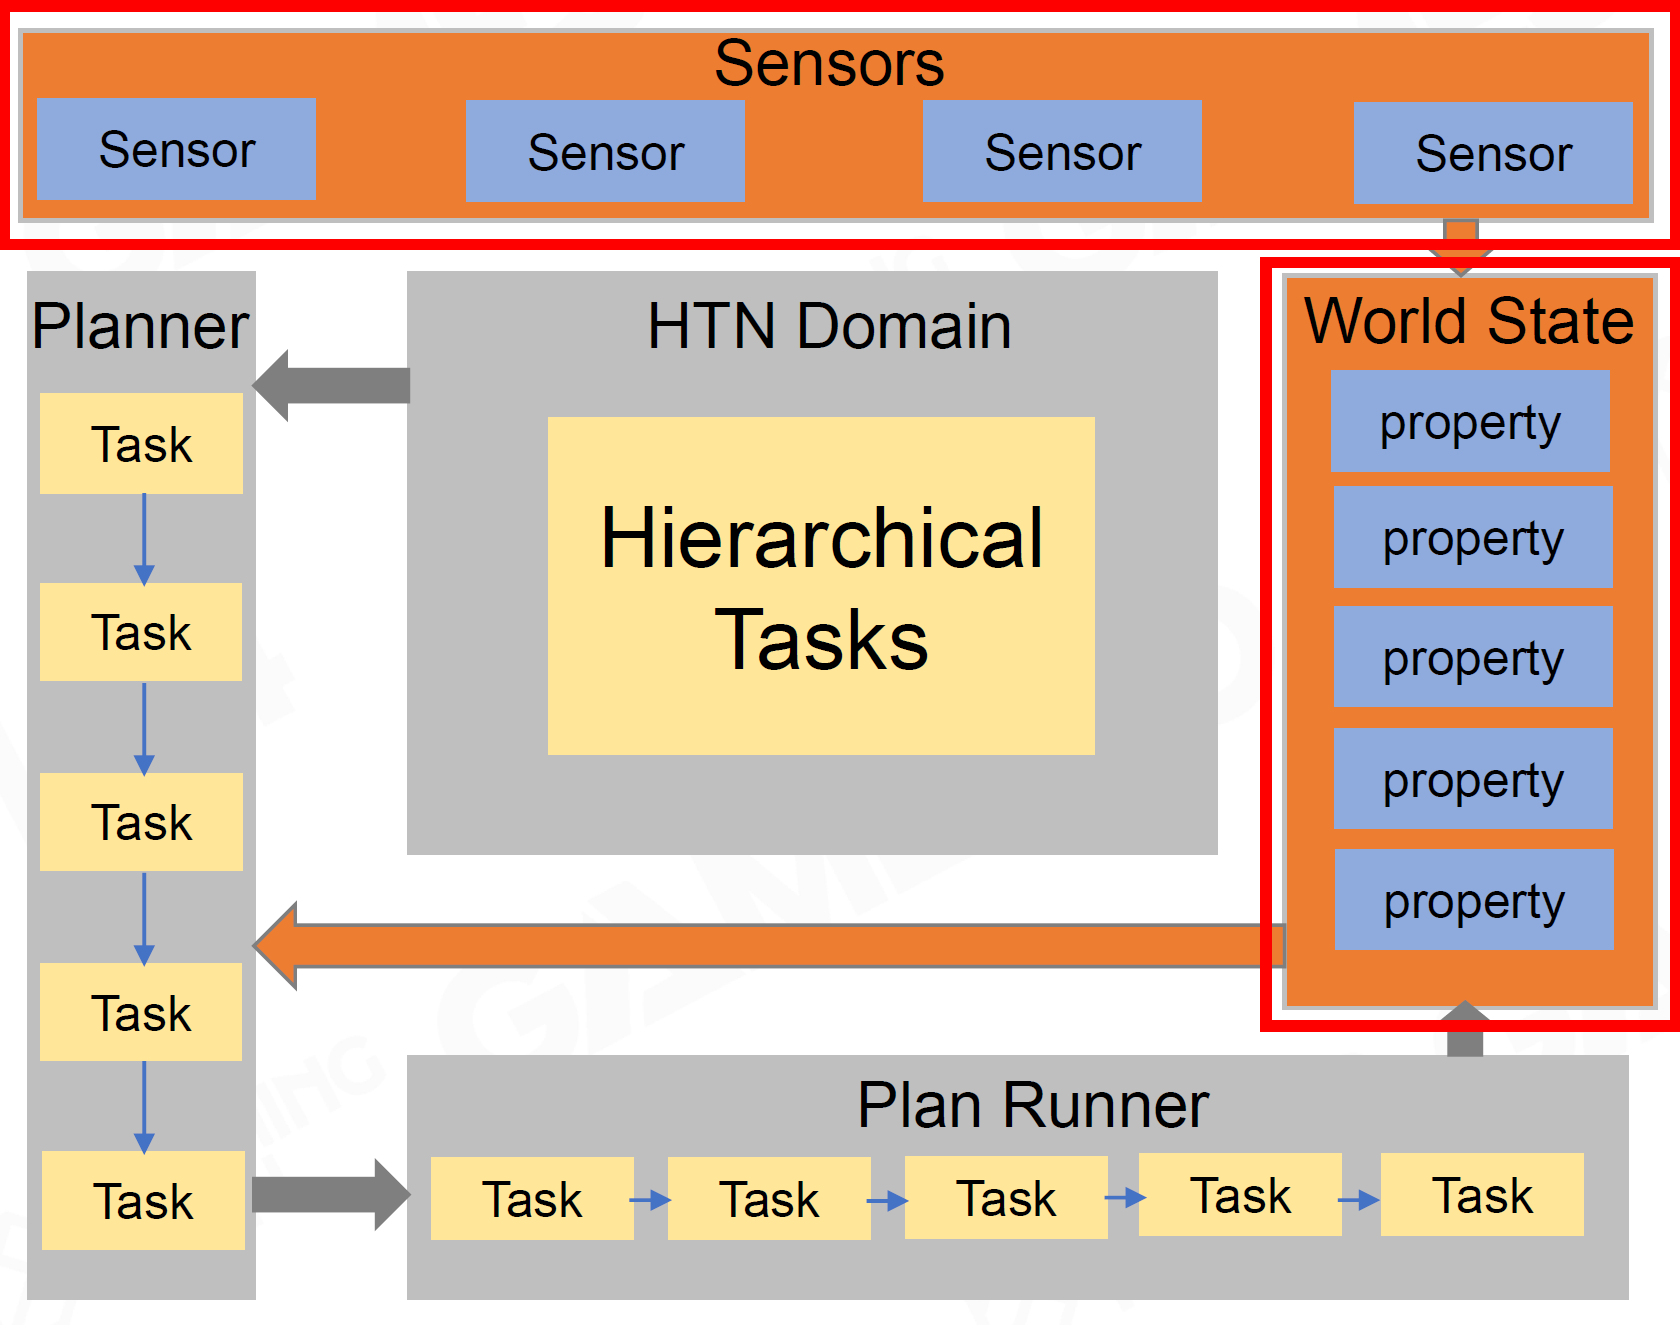 Sensors
Sensor
Sensor
Sensor
Sensor
Planner
Task
Task
Task
Task
Task
HTN Domain
Hierarchical
Tasks
World State
property
property
property
property
property
Plan Runner
Task
Task
Task
Task
Task